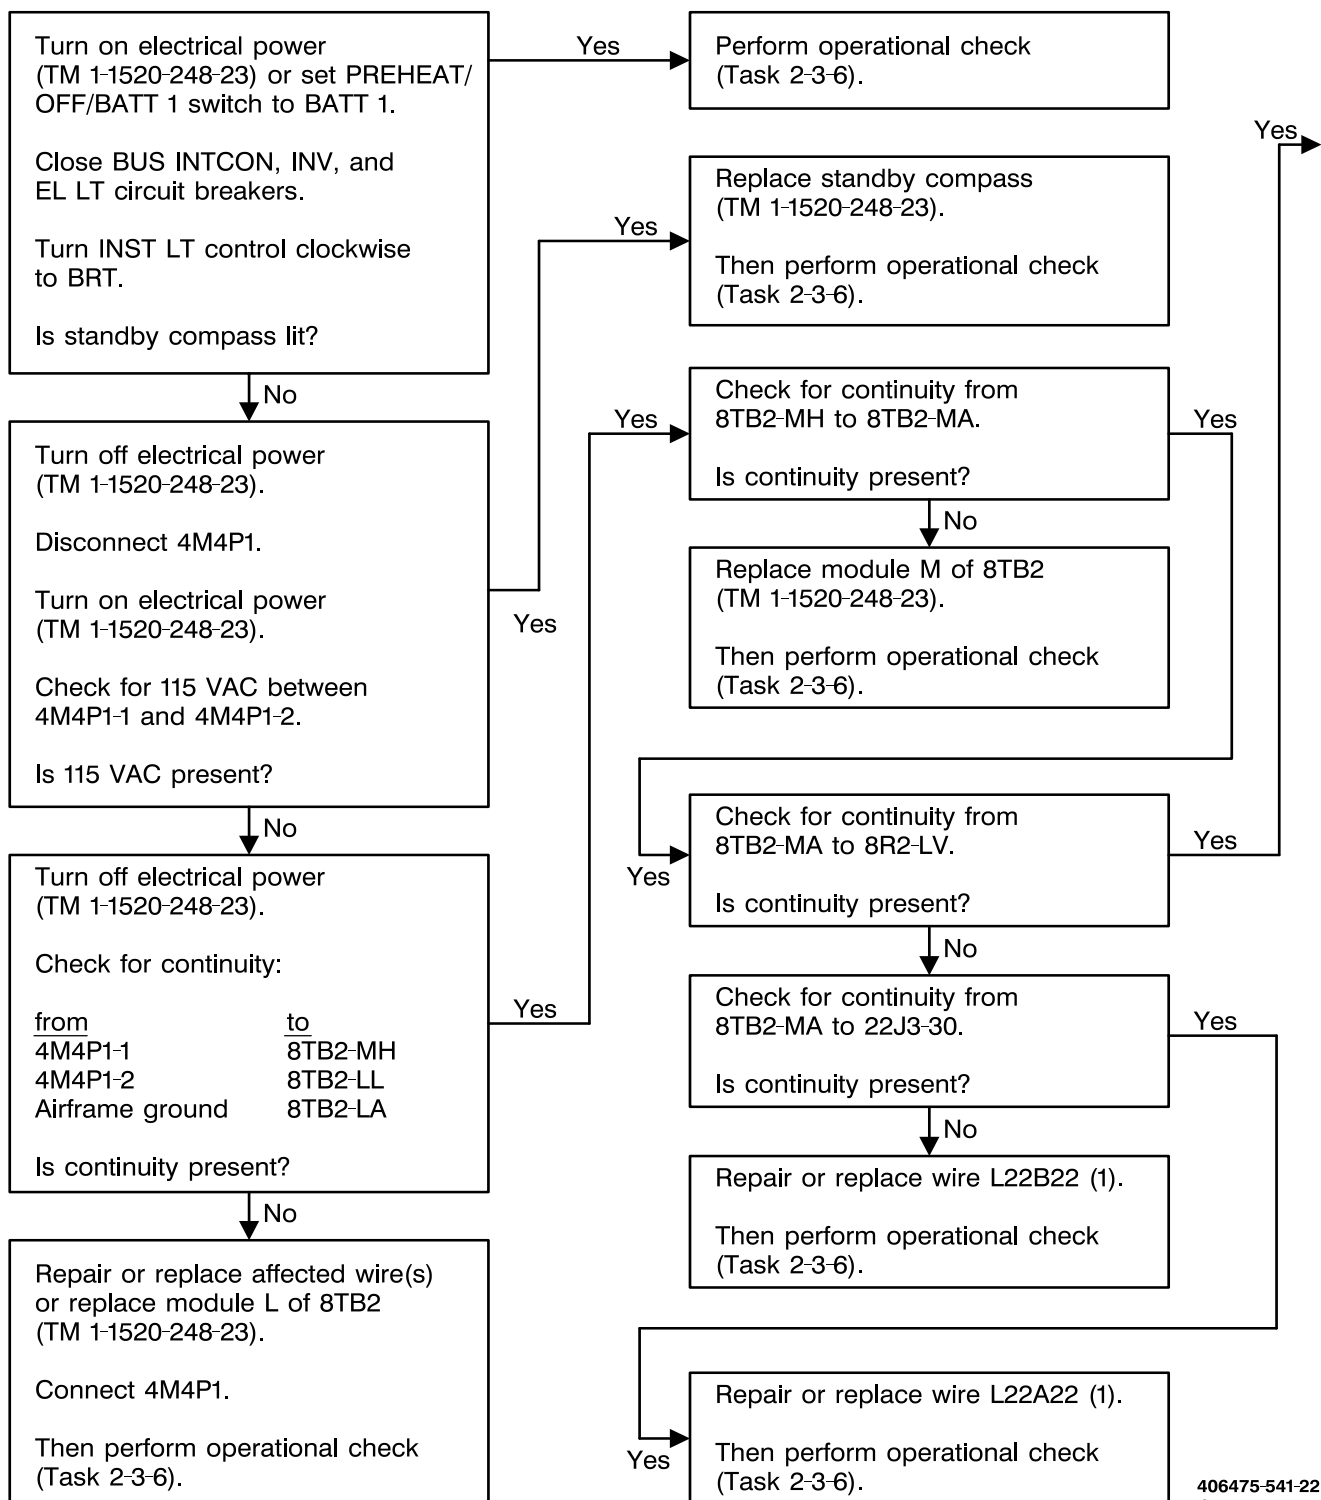 Turn on electrical power
(TM 1-1520-248-23) or set PREHEAT/
OFF/BATT 1 switch to BATT 1.
Close BUS INTCON, INV, and
EL LT circuit breakers.
Turn INST LT control clockwise
to BRT.
Is standby compass lit?
Yes
No
Turn off electrical power
(TM 1-1520-248-23).
Disconnect 4M4P1.
Turn on electrical power
(TM 1-1520-248-23).
Check for 115 VAC between
4M4P1-1 and 4M4P1-2.
Is 115 VAC present?
Yes
No
Turn off electrical power
(TM 1-1520-248-23).
Check for continuity:
from to
4M4P1-1 8TB2-MH
4M4P1-2 8TB2-LL
Airframe ground 8TB2-LA
Is continuity present?
Yes
No
Repair or replace affected wire(s)
or replace module L of 8TB2
(TM 1-1520-248-23).
Connect 4M4P1.
Then perform operational check
(Task 2-3-6).
Perform operational check
(Task 2-3-6).
Yes
Replace standby compass
(TM 1-1520-248-23).
Then perform operational check
(Task 2-3-6).
Yes
Check for continuity from
8TB2-MH to 8TB2-MA.
Is continuity present?
Yes
No
Replace module M of 8TB2
(TM 1-1520-248-23).
Then perform operational check
(Task 2-3-6).
Yes
Check for continuity from
8TB2-MA to 8R2-LV.
Is continuity present?
Yes
Yes
No
Check for continuity from
8TB2-MA to 22J3-30.
Is continuity present?
Yes
No
Repair or replace wire L22B22 (1).
Then perform operational check
(Task 2-3-6).
Yes
Repair or replace wire L22A22 (1).
Then perform operational check
(Task 2-3-6).
406475-541-22